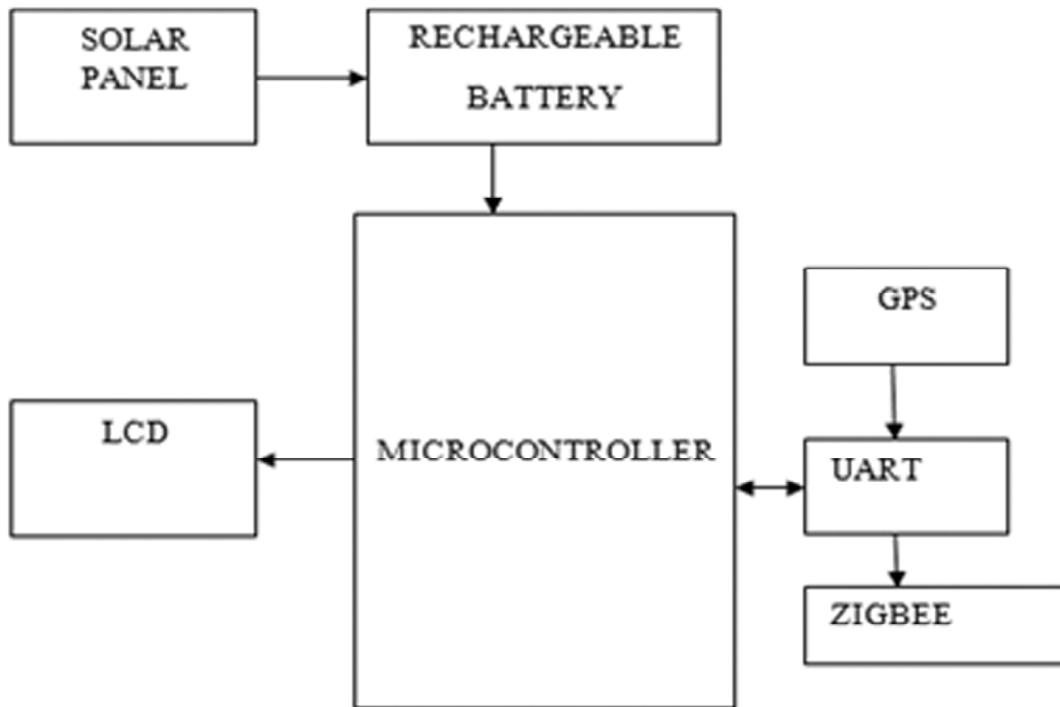 SOLAR
PANEL
RECHARGEABLE
BATTERY
GPS
LCD
MICROCONTROLLER
UART
ZIGBEE